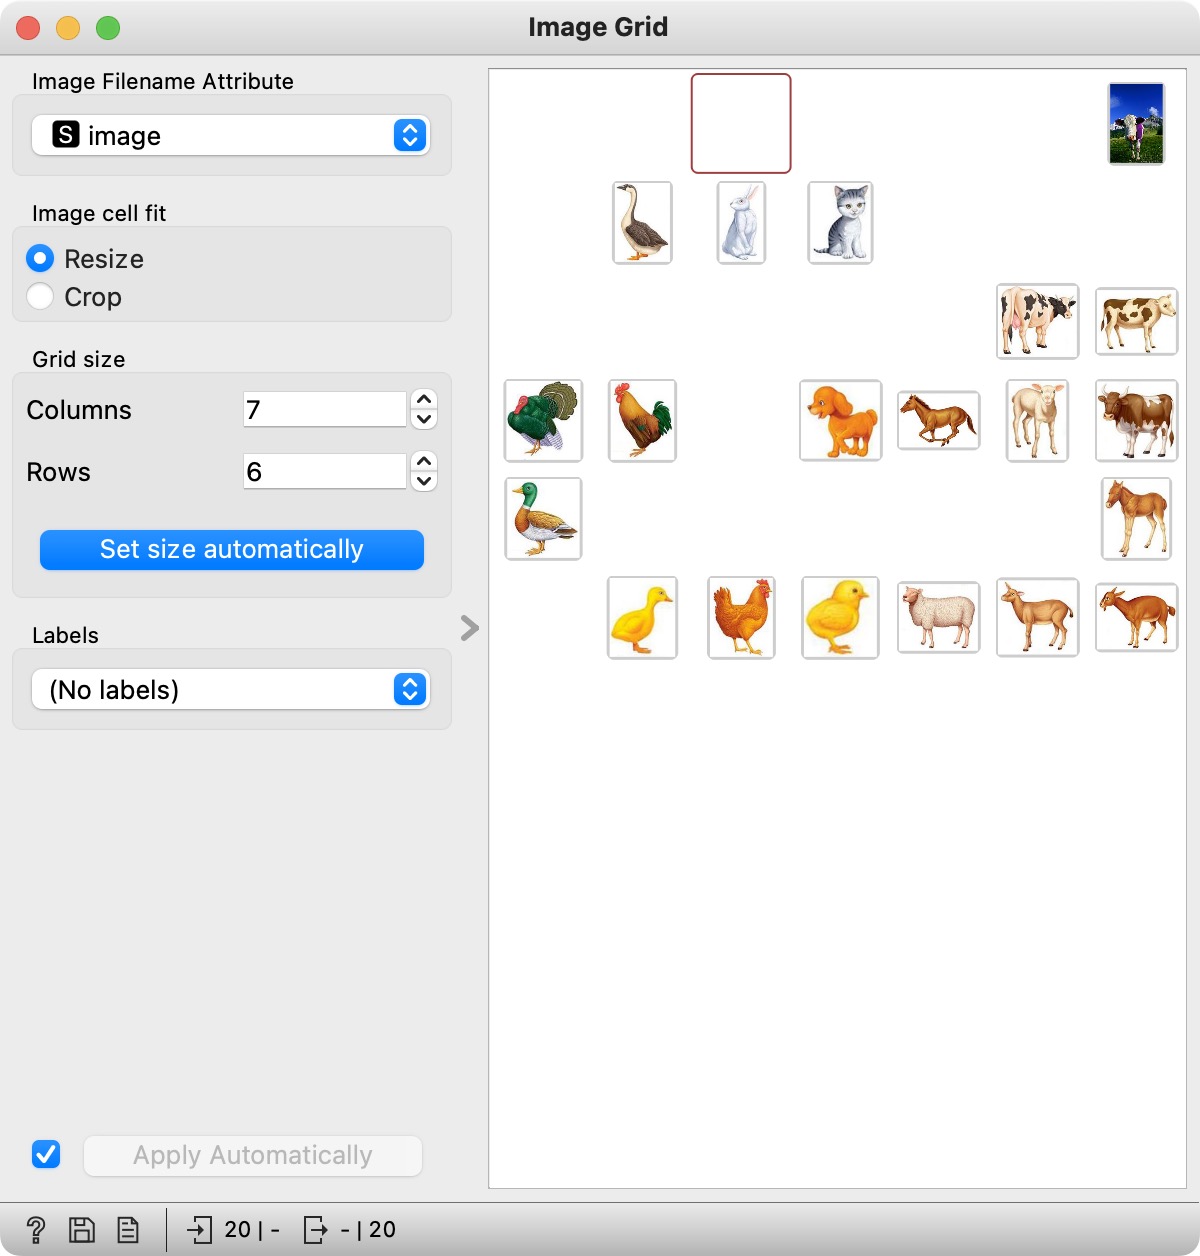 Image Grid
Image Filename Attribute
S image
Image cell fit
Resize
Crop
Grid size
Columns 7
Rows 6
Set size automatically
Labels
(No labels)
Apply Automatically
? 20 | - - | 20